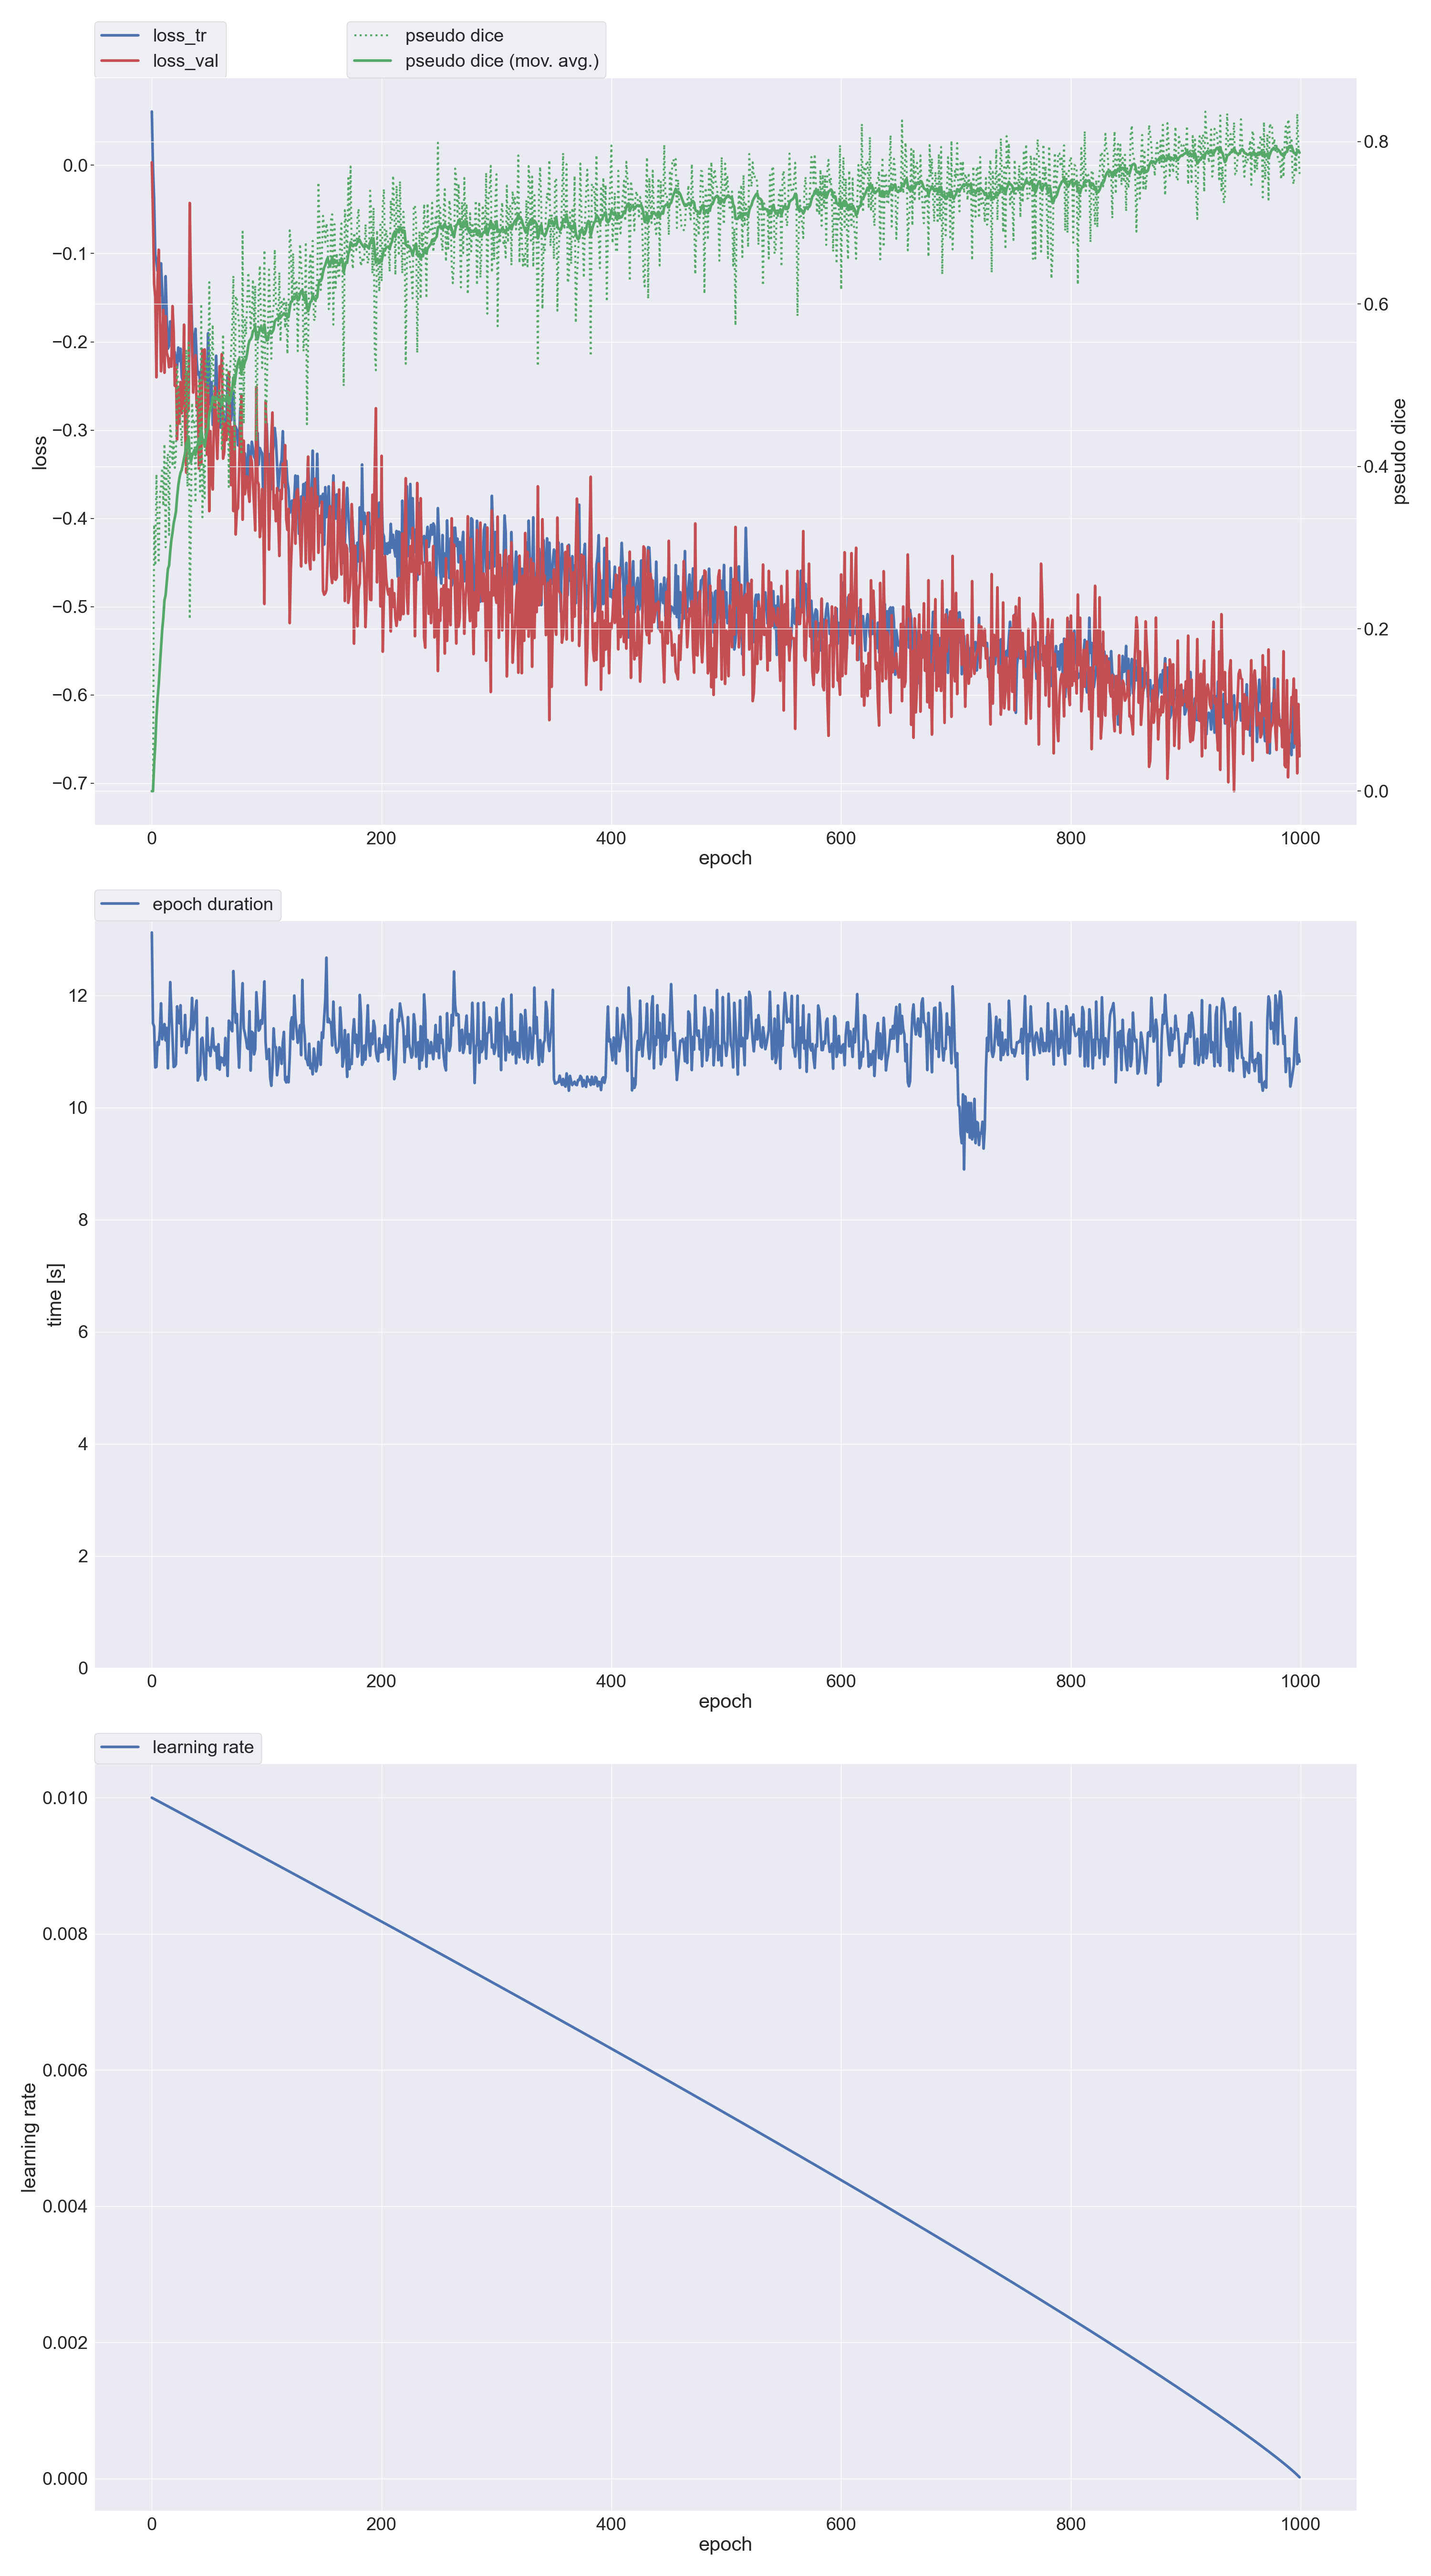 loss_tr
loss_val
pseudo dice
pseudo dice (mov. avg.)
0.0
−0.1
−0.2
−0.3
−0.4
−0.5
−0.6
−0.7
loss
0.8
0.6
0.4
0.2
0.0
pseudo dice
0 200 400 600 800 1000
epoch
epoch duration
12
10
8
6
4
2
0
time [s]
0 200 400 600 800 1000
epoch
learning rate
0.010
0.008
0.006
0.004
0.002
0.000
learning rate
0 200 400 600 800 1000
epoch